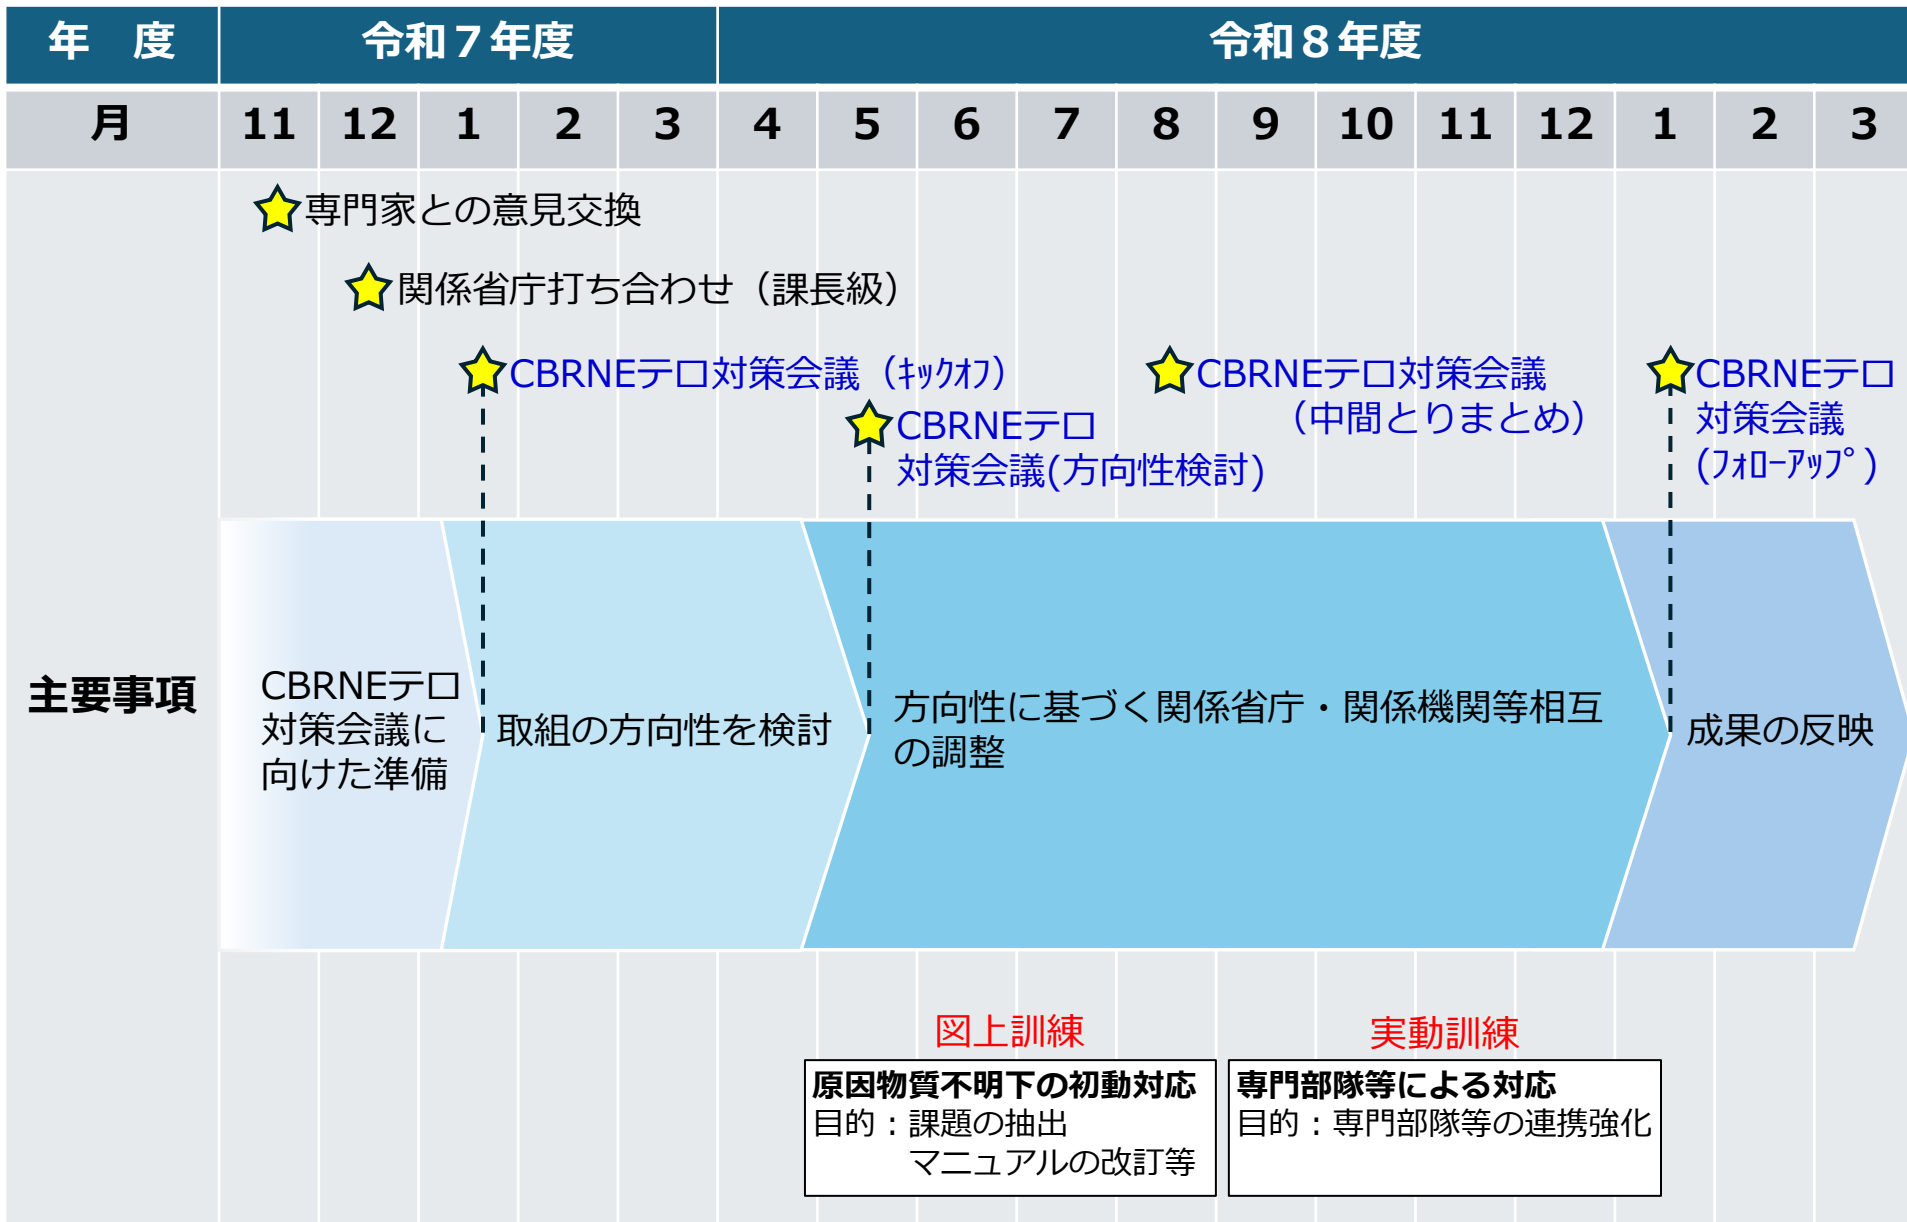 年　度 令和７年度 令和８年度
月 11 12 1 2 3 4 5 6 7 8 9 10 11 12 1 2 3
専門家との意見交換
関係省庁打ち合わせ（課長級）
CBRNEテロ対策会議（ｷｯｸｵﾌ）
CBRNEテロ
対策会議(方向性検討)
CBRNEテロ対策会議
（中間とりまとめ）
CBRNEテロ
対策会議
(ﾌｫﾛｰｱｯﾌﾟ)
主要事項
CBRNEテロ
対策会議に
向けた準備
取組の方向性を検討
方向性に基づく関係省庁・関係機関等相互
の調整
成果の反映
図上訓練
原因物質不明下の初動対応
目的：課題の抽出
マニュアルの改訂等
実動訓練
専門部隊等による対応
目的：専門部隊等の連携強化